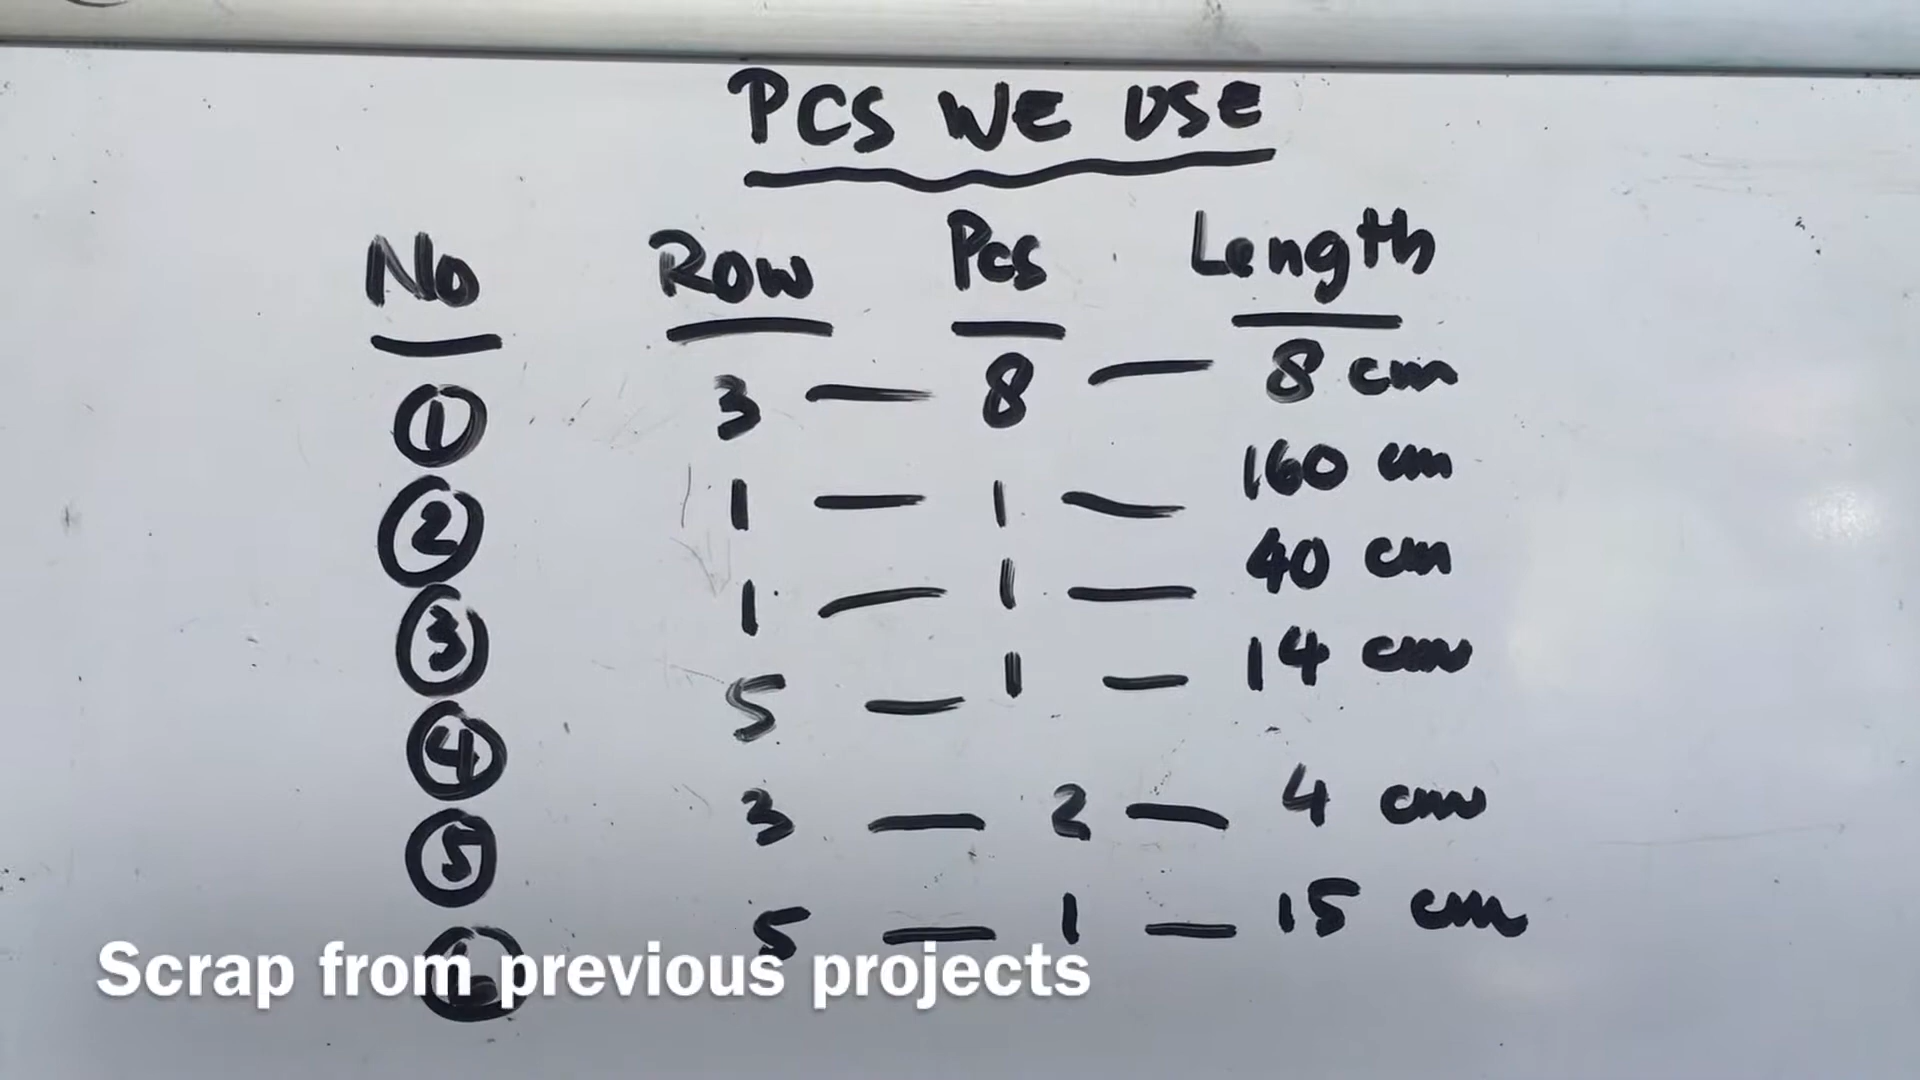 PCS WE USE
No Row Pcs Length
① 3 — 8 — 8 cm
② 1 — 1 — 160 cm
③ 1 — 1 — 40 cm
④ 5 — 1 — 14 cm
⑤ 3 — 2 — 4 cm
⑥ 5 — 1 — 15 cm
Scrap from previous projects